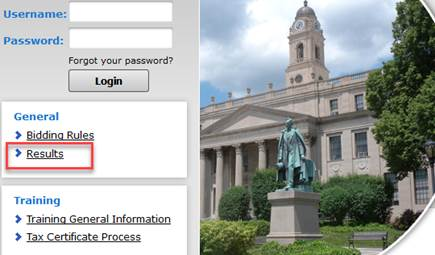 Username:
Password:
Forgot your password?
Login
General
Bidding Rules
Results
Training
Training General Information
Tax Certificate Process